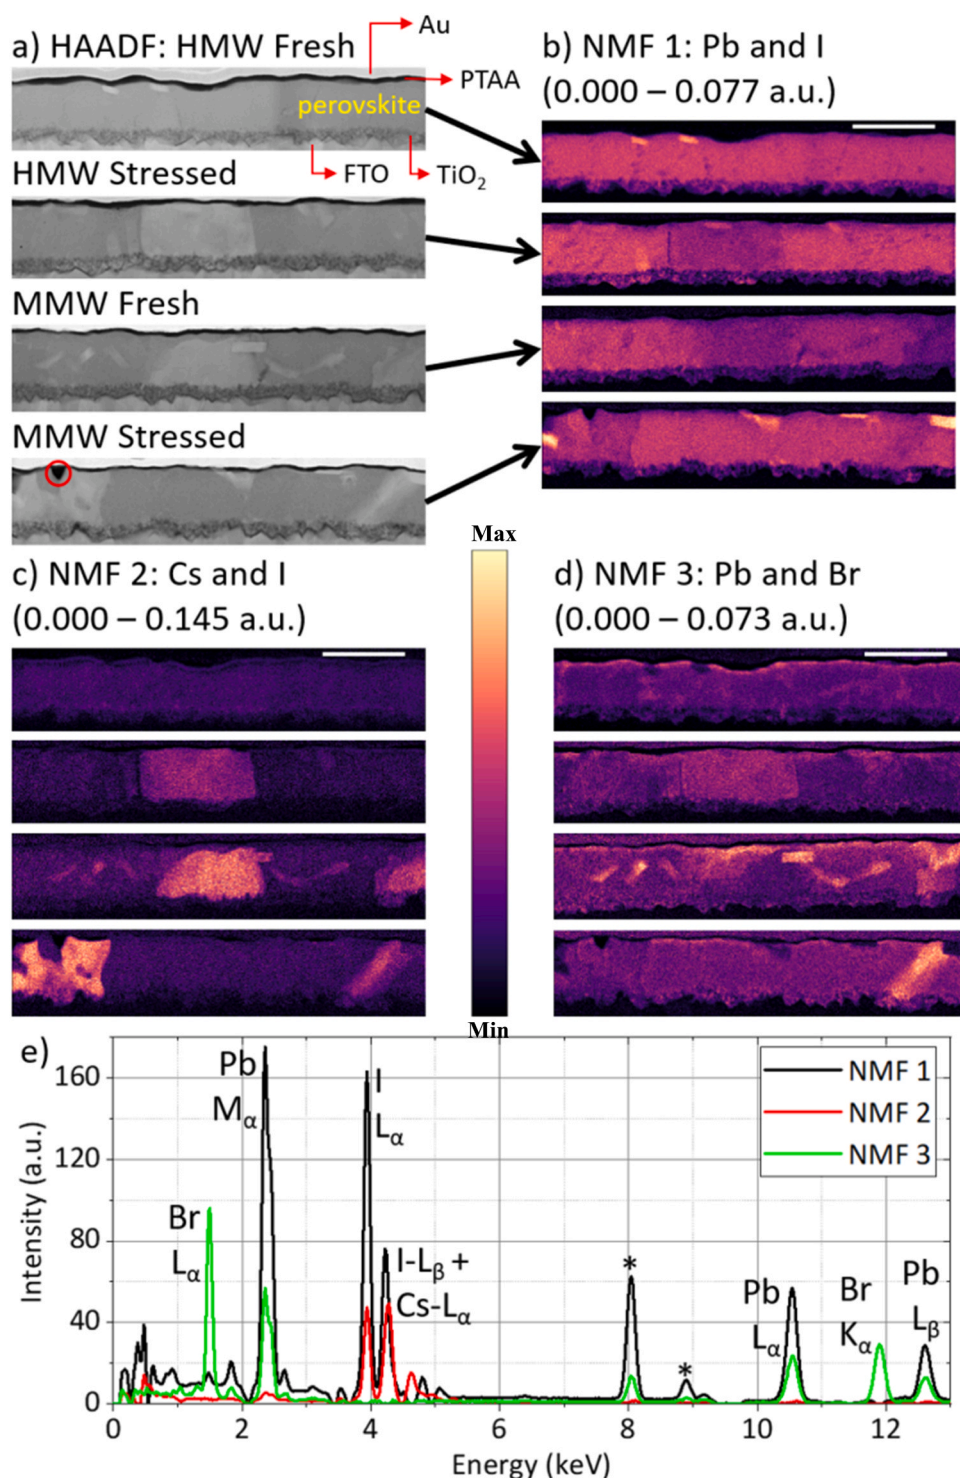 a) HAADF: HMW Fresh
Au
PTAA
perovskite
FTO
TiO₂
HMW Stressed
MMW Fresh
MMW Stressed
b) NMF 1: Pb and I
(0.000 – 0.077 a.u.)
Max
c) NMF 2: Cs and I
(0.000 – 0.145 a.u.)
d) NMF 3: Pb and Br
(0.000 – 0.073 a.u.)
Min
e)
Intensity (a.u.)
160
120
80
40
0
Br
Lα
Pb
Mα
I
Lα
I-Lβ +
Cs-Lα
*
*
Pb
Lα
Br
Kα
Pb
Lβ
NMF 1
NMF 2
NMF 3
0 2 4 6 8 10 12
Energy (keV)